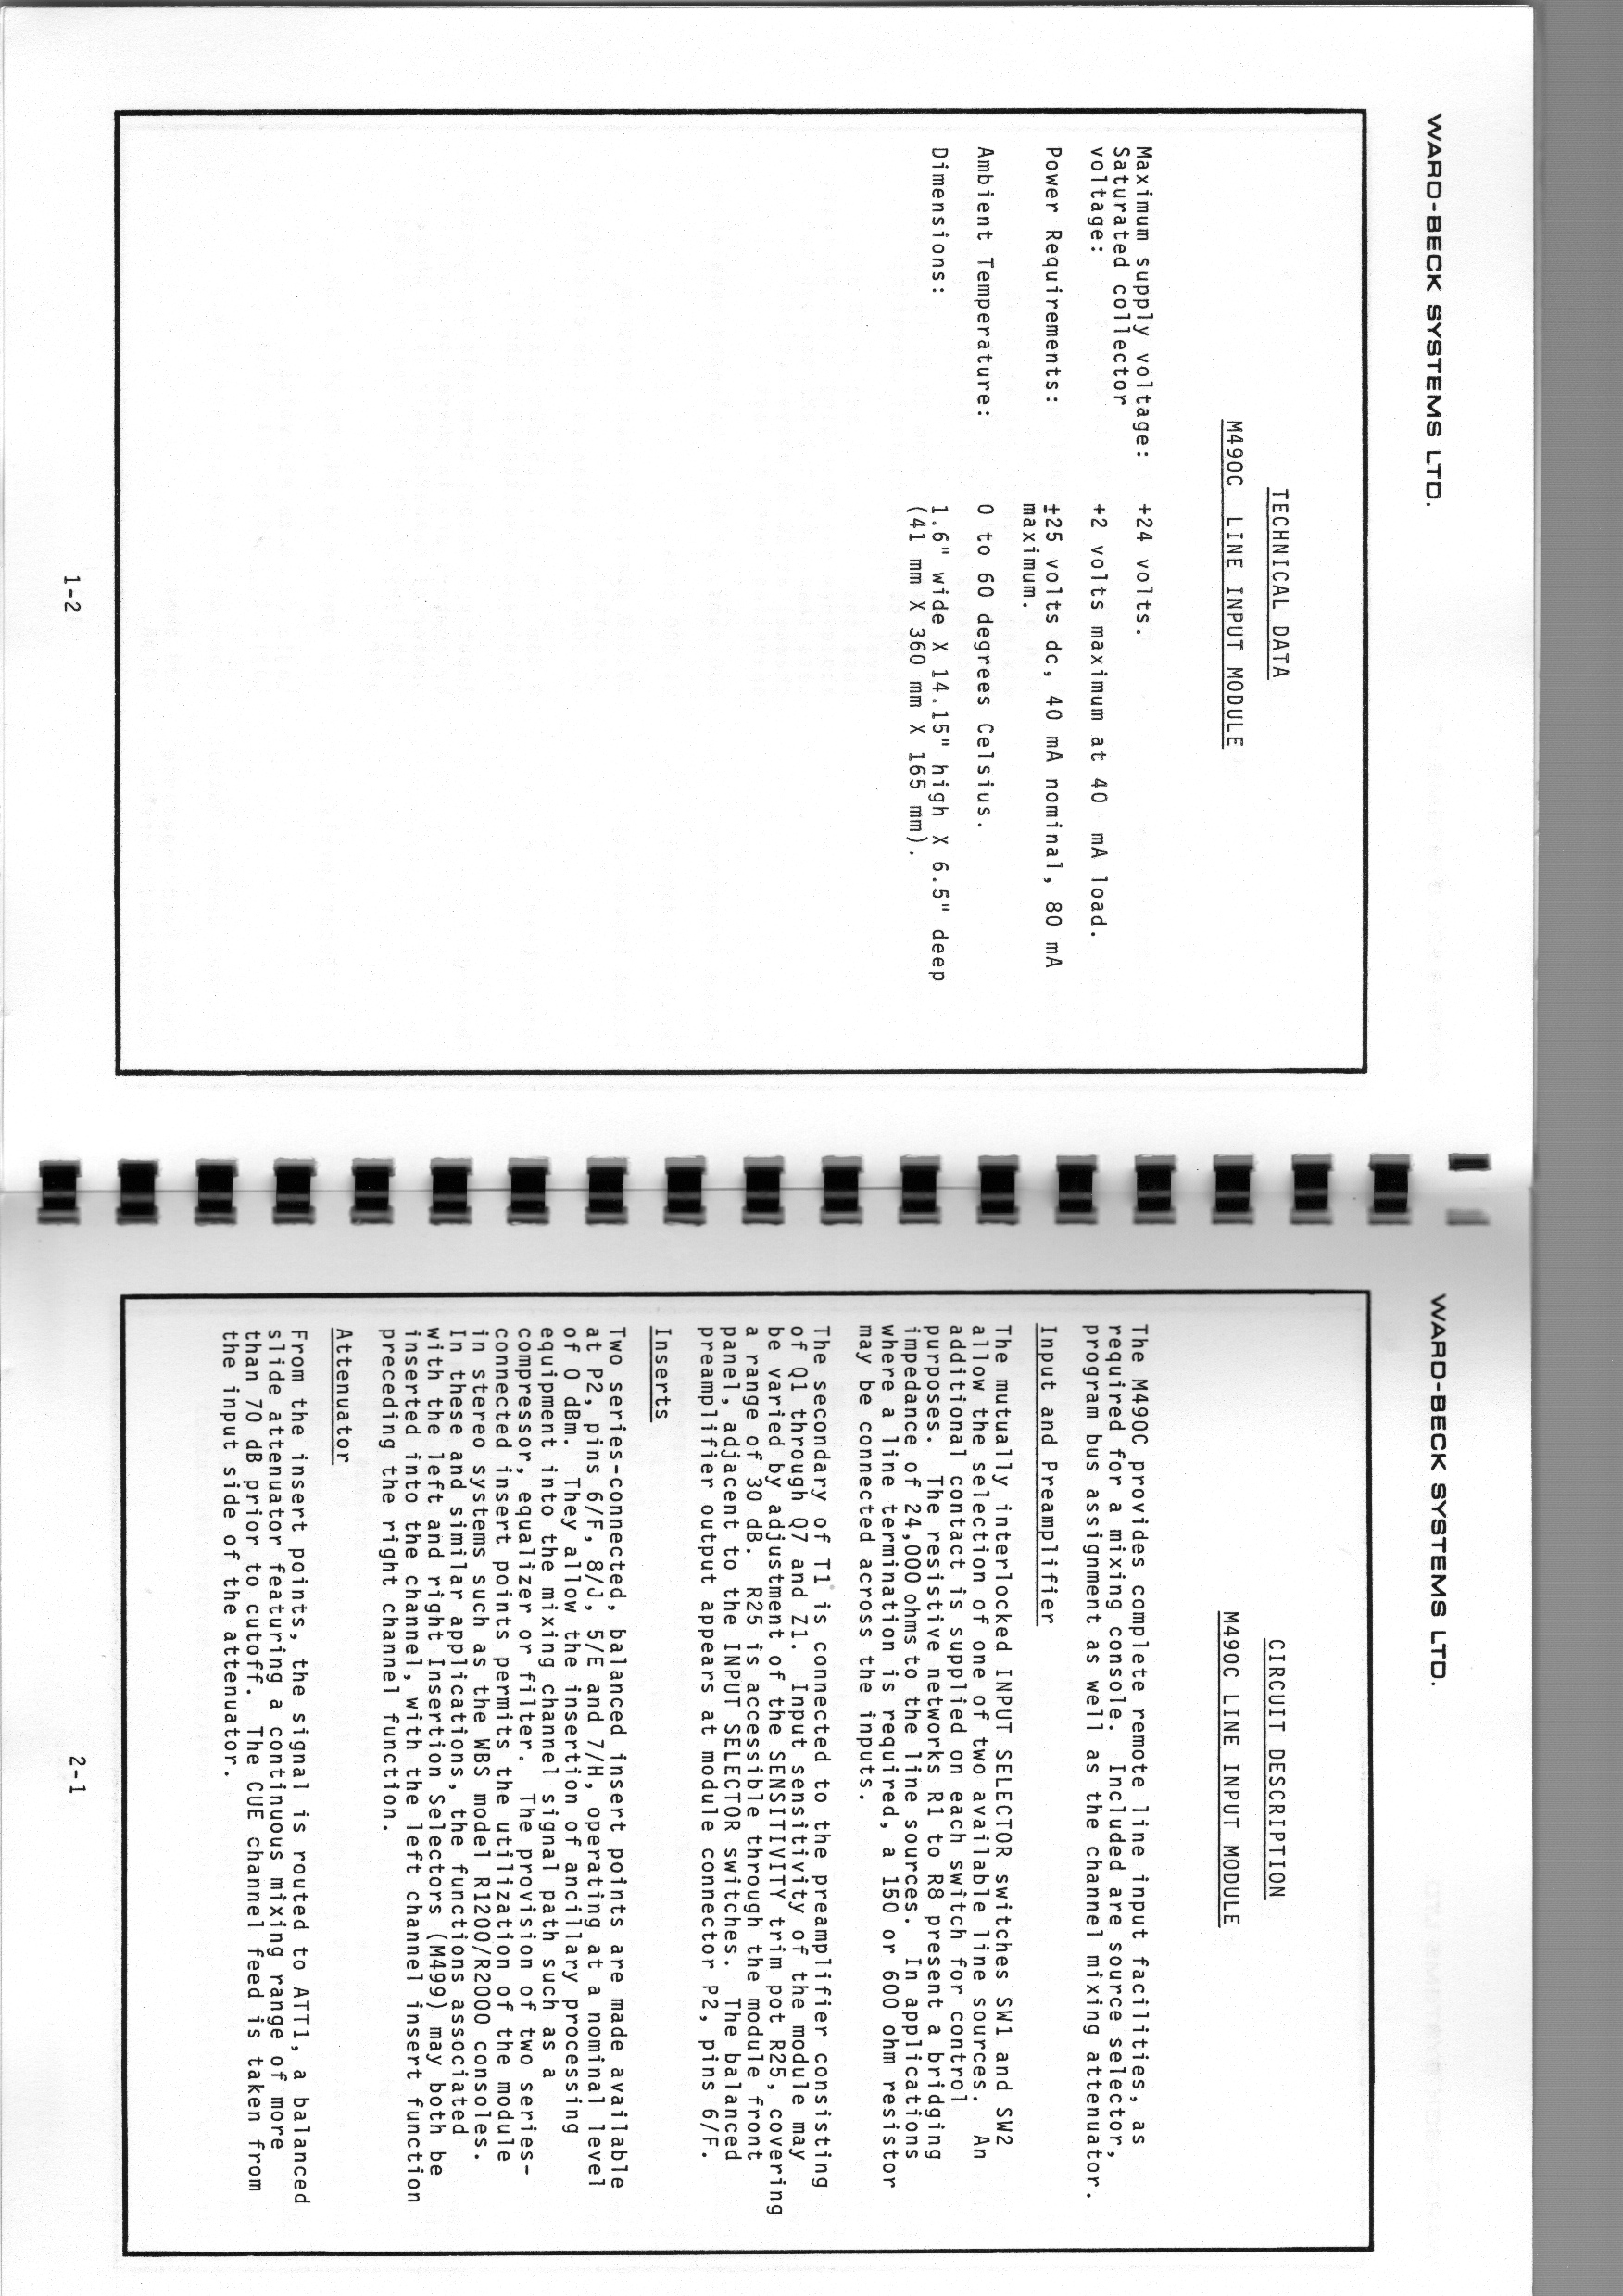 WARD-BECK SYSTEMS LTD.
TECHNICAL DATA
M490C LINE INPUT MODULE
Maximum supply voltage: +24 volts.
Saturated collector
voltage: +2 volts maximum at 40 mA load.
Power Requirements: ±25 volts dc, 40 mA nominal, 80 mA
maximum.
Ambient Temperature: 0 to 60 degrees Celsius.
Dimensions: 1.6" wide X 14.15" high X 6.5" deep
(41 mm X 360 mm X 165 mm).
1-2
WARD-BECK SYSTEMS LTD.
CIRCUIT DESCRIPTION
M490C LINE INPUT MODULE
The M490C provides complete remote line input facilities, as
required for a mixing console. Included are source selector,
program bus assignment as well as the channel mixing attenuator.
Input and Preamplifier
The mutually interlocked INPUT SELECTOR switches SW1 and SW2
allow the selection of one of two available line sources. An
additional contact is supplied on each switch for control
purposes. The resistive networks R1 to R8 present a bridging
impedance of 24,000 ohms to the line sources. In applications
where a line termination is required, a 150 or 600 ohm resistor
may be connected across the inputs.
The secondary of T1 is connected to the preamplifier consisting
of Q1 through Q7 and Z1. Input sensitivity of the module may
be varied by adjustment of the SENSITIVITY trim pot R25, covering
a range of 30 dB. R25 is accessible through the module front
panel, adjacent to the INPUT SELECTOR switches. The balanced
preamplifier output appears at module connector P2, pins 6/F.
Inserts
Two series-connected, balanced insert points are made available
at P2, pins 6/F, 8/J, 5/E and 7/H, operating at a nominal level
of 0 dBm. They allow the insertion of ancillary processing
equipment into the mixing channel signal path such as a
compressor, equalizer or filter. The provision of two series-
connected insert points permits the utilization of the module
in stereo systems such as the WBS model R1200/R2000 consoles.
In these and similar applications, the functions associated
with the left and right Insertion Selectors (M499) may both be
inserted into the channel, with the left channel insert function
preceding the right channel function.
Attenuator
From the insert points, the signal is routed to ATT1, a balanced
slide attenuator featuring a continuous mixing range of more
than 70 dB prior to cutoff. The CUE channel feed is taken from
the input side of the attenuator.
2-1